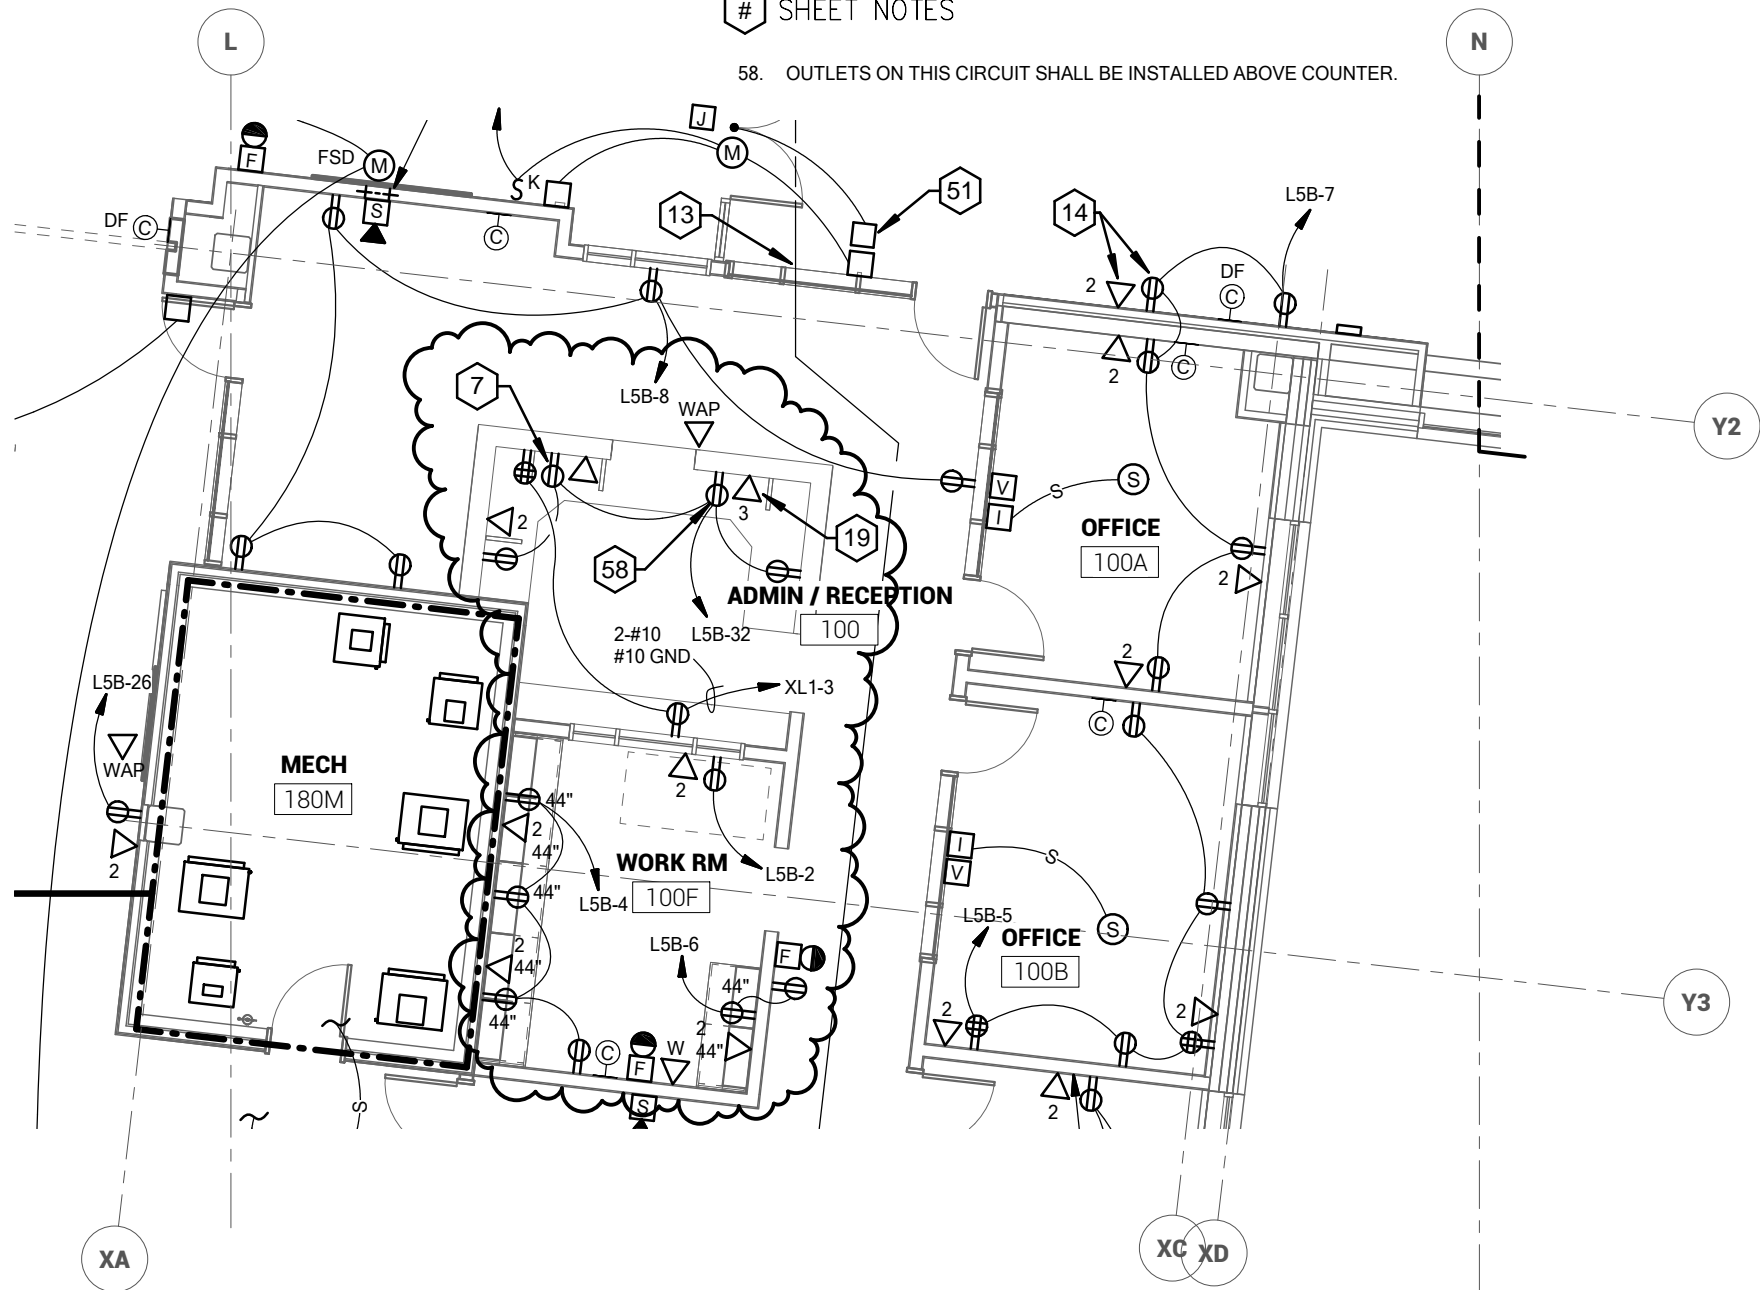 # SHEET NOTES
L
N
58. OUTLETS ON THIS CIRCUIT SHALL BE INSTALLED ABOVE COUNTER.
J
F
FSD
M
M
K
S
51
13
14
L5B-7
DF
C
S
C
DF
C
2
2
C
7
L5B-8
WAP
Y2
2
3
19
V
I
S
S
OFFICE
100A
58
2
ADMIN / RECEPTION
100
2-#10
#10 GND
L5B-32
XL1-3
L5B-26
WAP
2
C
MECH
180M
2
44"
2
44"
WORK RM
100F
L5B-2
L5B-4
44"
2
I
V
S
S
L5B-5
OFFICE
100B
L5B-6
2
44"
44"
F
44"
2
44"
2
2
Y3
C
F
W
S
S
2
XA
XC
XD